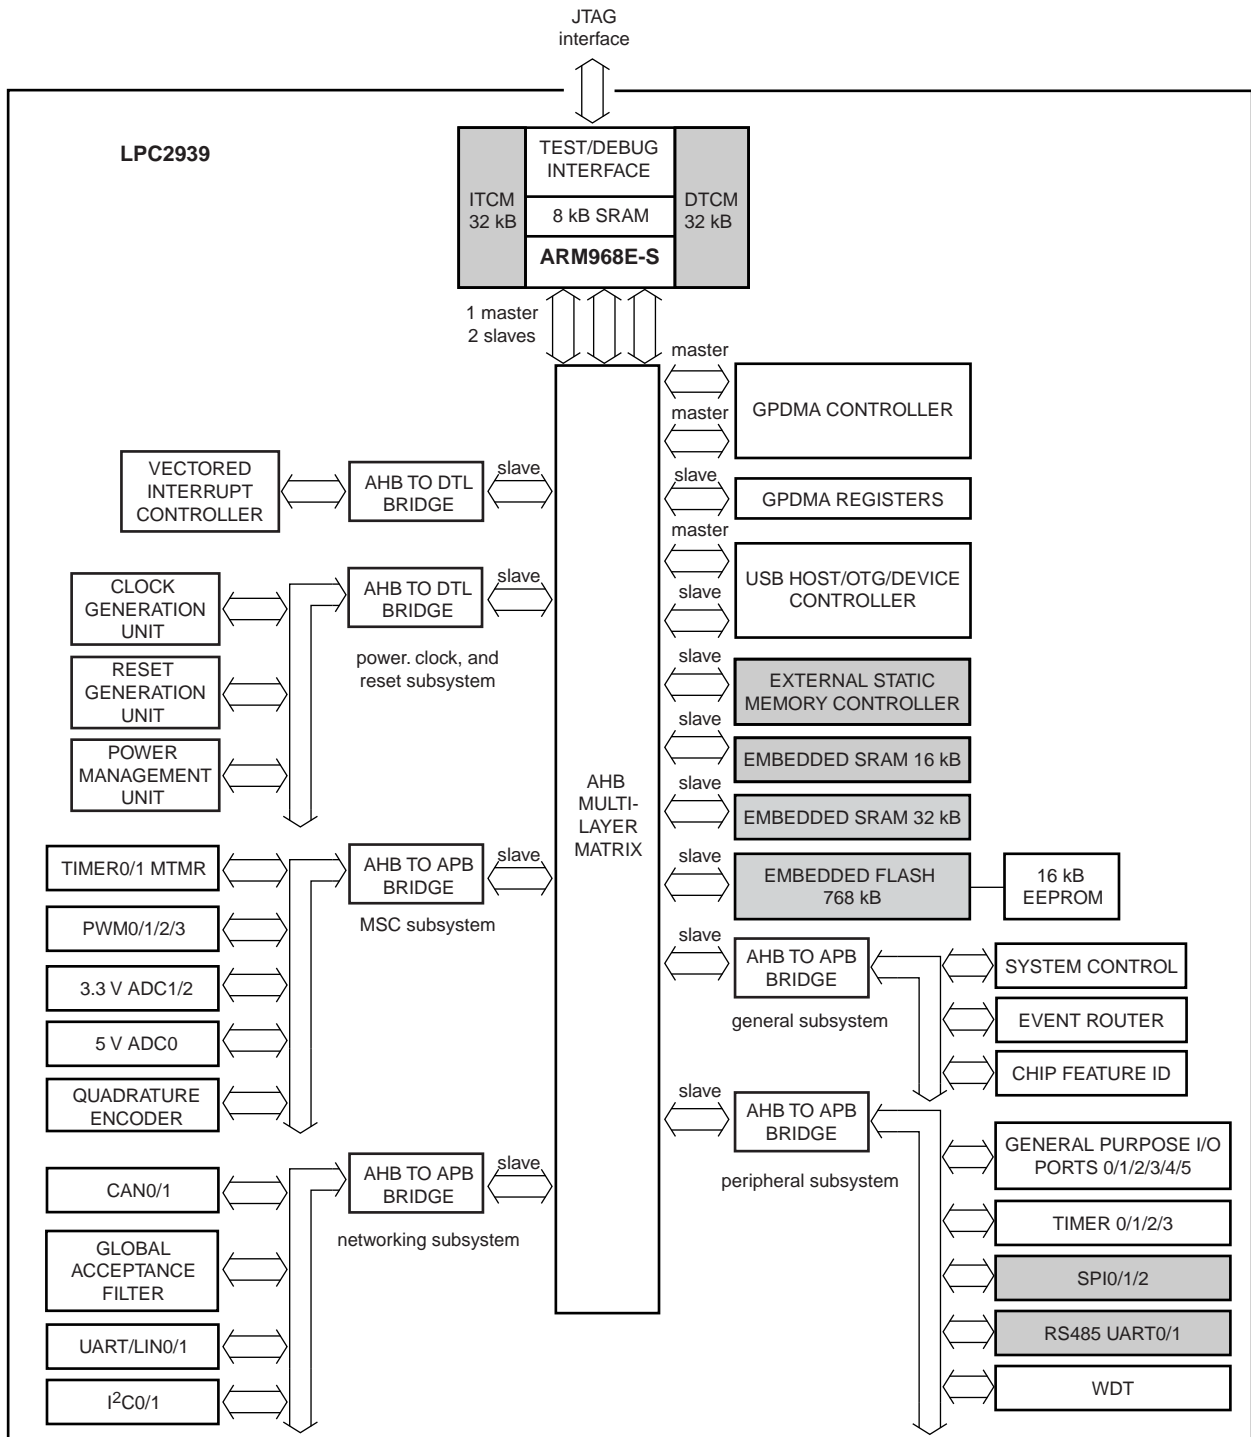 JTAG
interface
LPC2939
ITCM
32 kB
TEST/DEBUG
INTERFACE
8 kB SRAM
ARM968E-S
DTCM
32 kB
1 master
2 slaves
master
GPDMA CONTROLLER
master
VECTORED
INTERRUPT
CONTROLLER
AHB TO DTL
BRIDGE
slave
slave
GPDMA REGISTERS
master
USB HOST/OTG/DEVICE
CONTROLLER
slave
CLOCK
GENERATION
UNIT
AHB TO DTL
BRIDGE
slave
power. clock, and
reset subsystem
RESET
GENERATION
UNIT
POWER
MANAGEMENT
UNIT
slave
EXTERNAL STATIC
MEMORY CONTROLLER
slave
EMBEDDED SRAM 16 kB
AHB
MULTI-
LAYER
MATRIX
slave
EMBEDDED SRAM 32 kB
slave
EMBEDDED FLASH
768 kB
16 kB
EEPROM
TIMER0/1 MTMR
AHB TO APB
BRIDGE
slave
MSC subsystem
PWM0/1/2/3
3.3 V ADC1/2
5 V ADC0
QUADRATURE
ENCODER
slave
AHB TO APB
BRIDGE
general subsystem
SYSTEM CONTROL
EVENT ROUTER
CHIP FEATURE ID
slave
AHB TO APB
BRIDGE
peripheral subsystem
GENERAL PURPOSE I/O
PORTS 0/1/2/3/4/5
TIMER 0/1/2/3
SPI0/1/2
RS485 UART0/1
WDT
CAN0/1
AHB TO APB
BRIDGE
slave
networking subsystem
GLOBAL
ACCEPTANCE
FILTER
UART/LIN0/1
I²C0/1